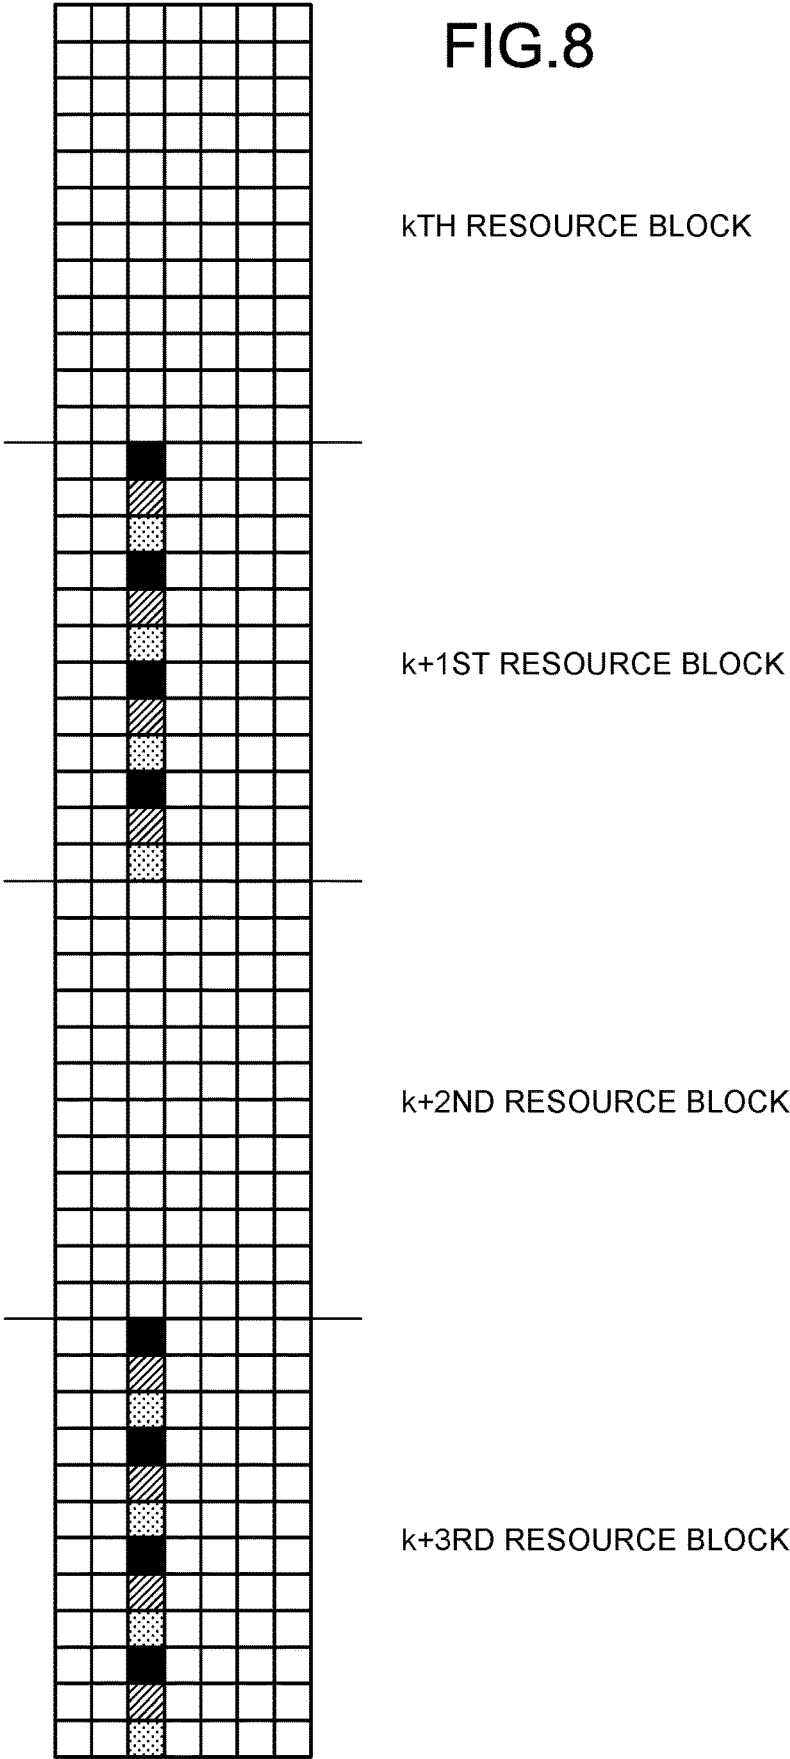 FIG.8
kTH RESOURCE BLOCK
k+1ST RESOURCE BLOCK
k+2ND RESOURCE BLOCK
k+3RD RESOURCE BLOCK